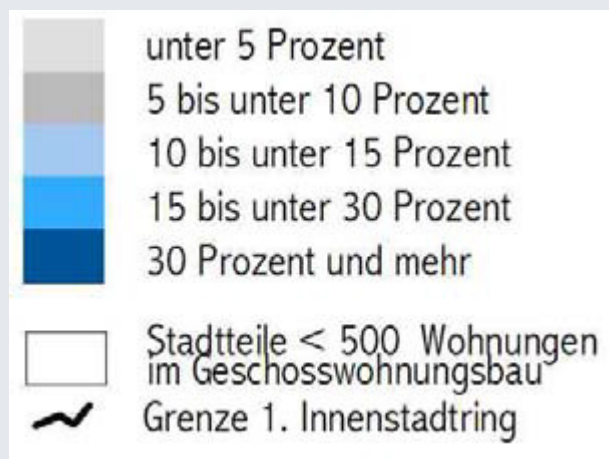 unter 5 Prozent
5 bis unter 10 Prozent
10 bis unter 15 Prozent
15 bis unter 30 Prozent
30 Prozent und mehr
Stadtteile < 500 Wohnungen
im Geschosswohnungsbau
Grenze 1. Innenstadtring